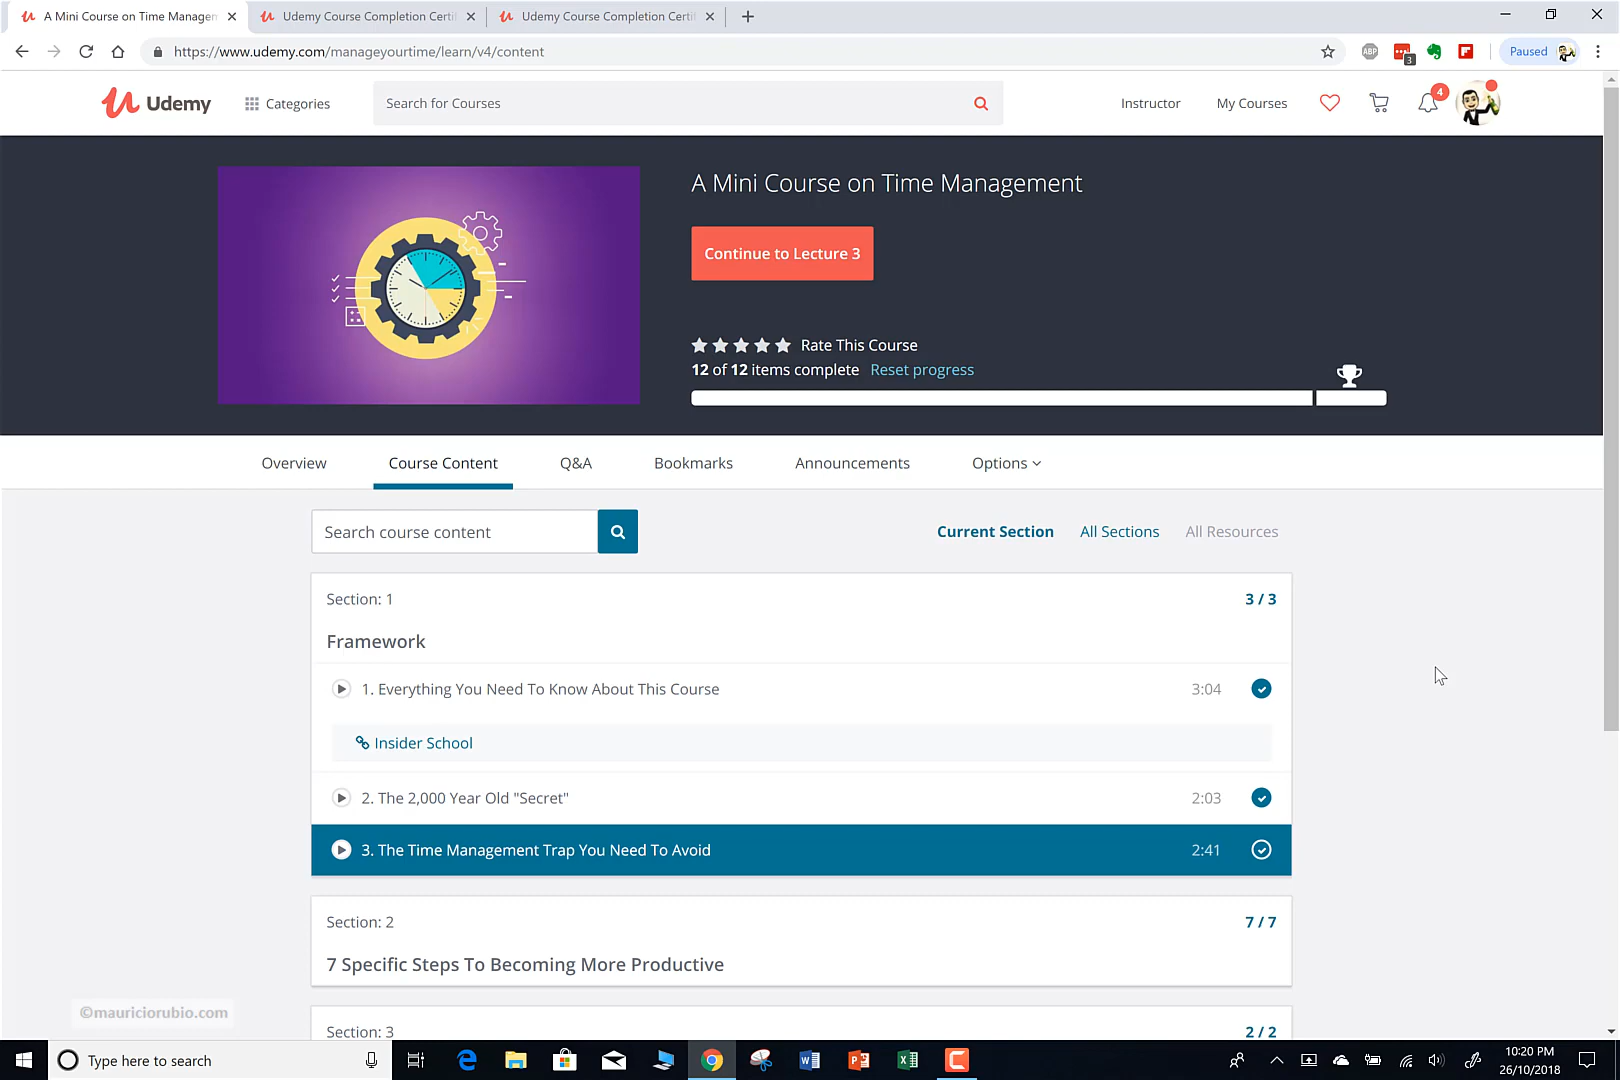 A Mini Course on Time Managem
Udemy Course Completion Certi
Udemy Course Completion Certi
https://www.udemy.com/manageyourtime/learn/v4/content
ABP
3
Paused
Udemy
Categories
Search for Courses
Instructor
My Courses
4
A Mini Course on Time Management
Continue to Lecture 3
Rate This Course
12 of 12 items complete Reset progress
Overview
Course Content
Q&A
Bookmarks
Announcements
Options
Search course content
Current Section
All Sections
All Resources
Section: 1
3 / 3
Framework
1. Everything You Need To Know About This Course
3:04
Insider School
2. The 2,000 Year Old "Secret"
2:03
3. The Time Management Trap You Need To Avoid
2:41
Section: 2
7 / 7
7 Specific Steps To Becoming More Productive
©mauriciorubio.com
Section: 3
2 / 2
Type here to search
10:20 PM
26/10/2018